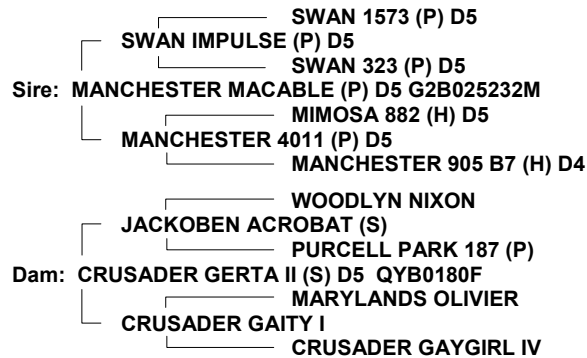 SWAN 1573 (P) D5
SWAN IMPULSE (P) D5
SWAN 323 (P) D5
Sire: MANCHESTER MACABLE (P) D5 G2B025232M
MIMOSA 882 (H) D5
MANCHESTER 4011 (P) D5
MANCHESTER 905 B7 (H) D4
WOODLYN NIXON
JACKOBEN ACROBAT (S)
PURCELL PARK 187 (P)
Dam: CRUSADER GERTA II (S) D5 QYB0180F
MARYLANDS OLIVIER
CRUSADER GAITY I
CRUSADER GAYGIRL IV